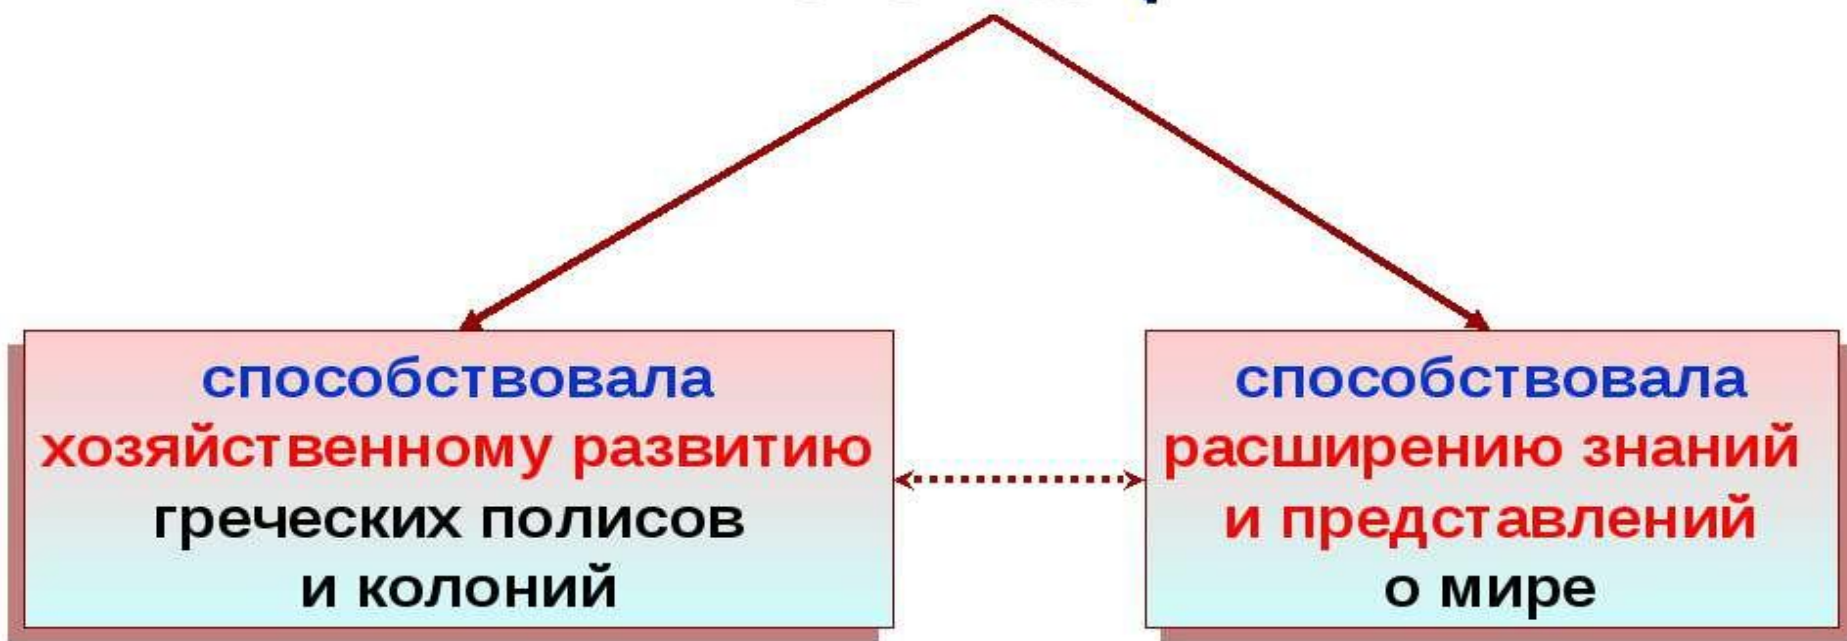 способствовала
хозяйственному развитию
греческих полисов
и колоний
способствовала
расширению знаний
и представлений
о мире